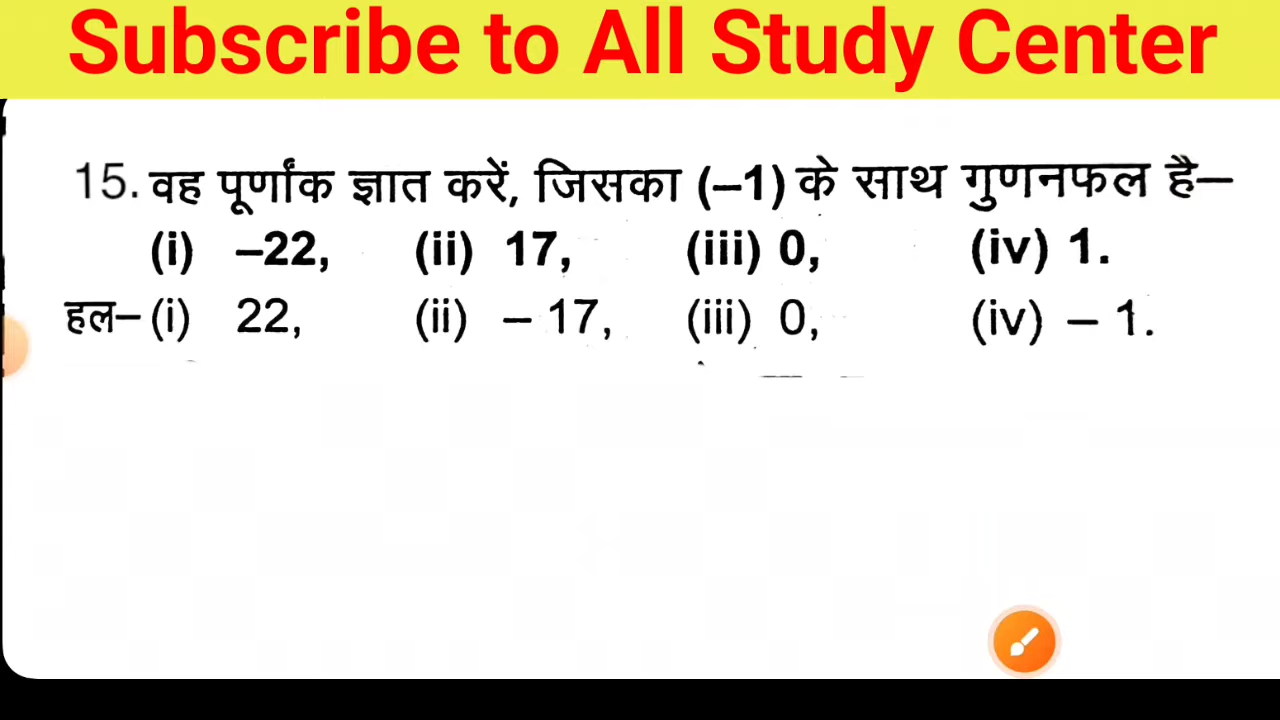 Subscribe to All Study Center
15. वह पूर्णांक ज्ञात करें, जिसका (–1) के साथ गुणनफल है–
(i) –22, (ii) 17, (iii) 0, (iv) 1.
हल– (i) 22, (ii) – 17, (iii) 0, (iv) – 1.